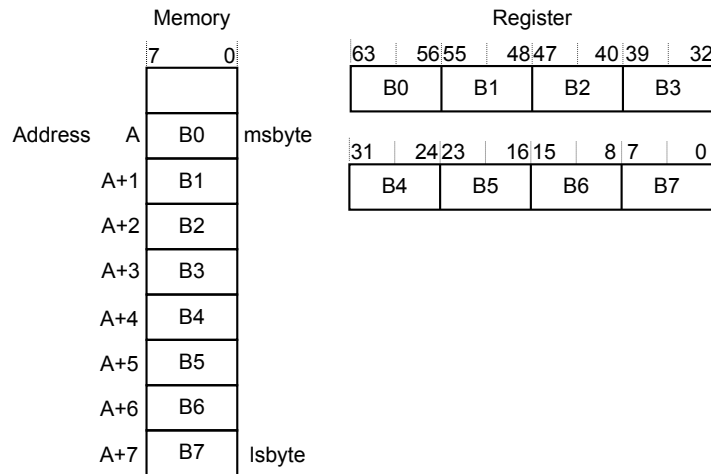 Memory
Register
7 0
63 56 55 48 47 40 39 32
B0 B1 B2 B3
Address A B0 msbyte
31 24 23 16 15 8 7 0
B4 B5 B6 B7
A+1 B1
A+2 B2
A+3 B3
A+4 B4
A+5 B5
A+6 B6
A+7 B7 lsbyte